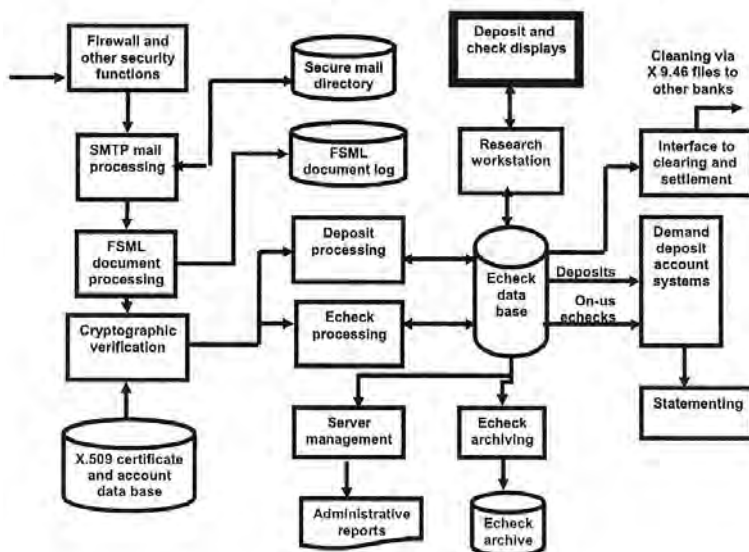 Firewall and
other security
functions
Secure mail
directory
Deposit and
check displays
Cleaning via
X 9.46 files to
other banks
SMTP mail
processing
FSML
document log
Research
workstation
Interface to
clearing and
settlement
FSML
document
processing
Deposit
processing
Echeck
data
base
Deposits
On-us
echecks
Demand
deposit
account
systems
Cryptographic
verification
Echeck
processing
Statementing
X.509 certificate
and account
data base
Server
management
Echeck
archiving
Administrative
reports
Echeck
archive